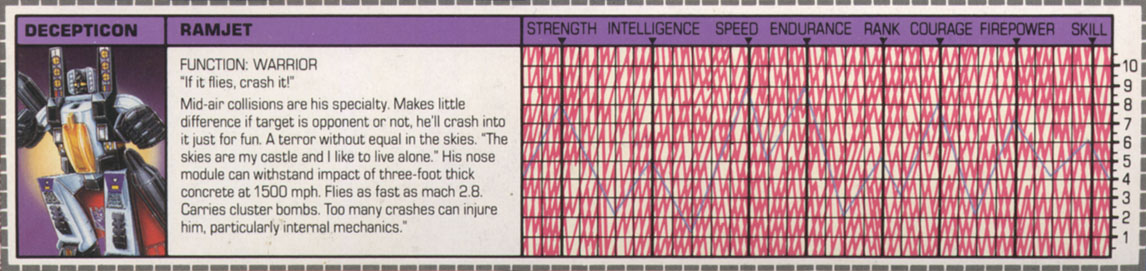 DECEPTICON
RAMJET
FUNCTION: WARRIOR
"If it flies, crash it!"
Mid-air collisions are his specialty. Makes little
difference if target is opponent or not, he'll crash into
it just for fun. A terror without equal in the skies. "The
skies are my castle and I like to live alone." His nose
module can withstand impact of three-foot thick
concrete at 1500 mph. Flies as fast as mach 2.8.
Carries cluster bombs. Too many crashes can injure
him, particularly internal mechanics."
STRENGTH INTELLIGENCE SPEED ENDURANCE RANK COURAGE FIREPOWER SKILL
10
9
8
7
6
5
4
3
2
1